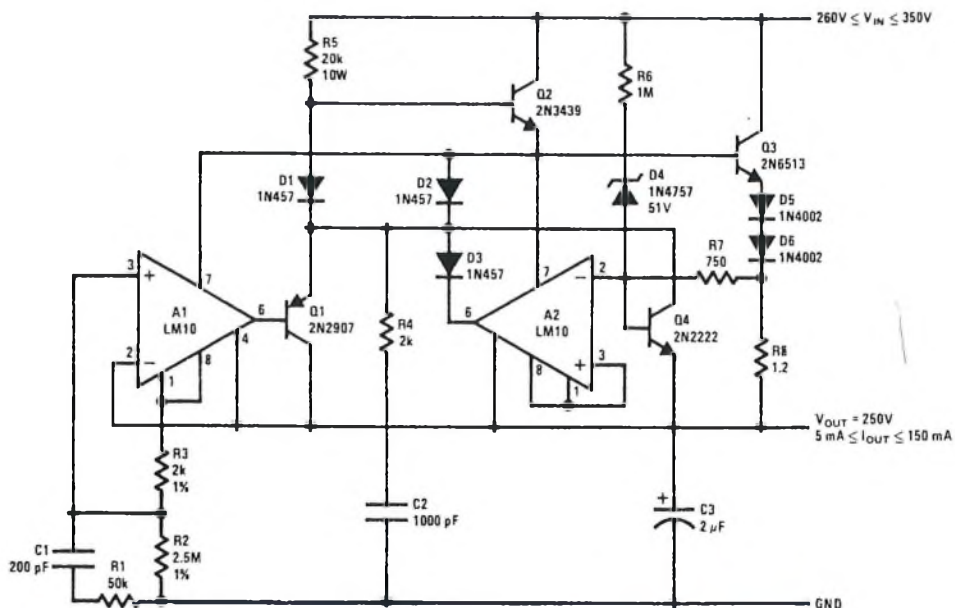 260V ≤ VIN ≤ 350V
R5
20k
10W
Q2
2N3439
R6
1M
Q3
2N6513
D1
1N457
D2
1N457
D4
1N4757
51V
D5
1N4002
D6
1N4002
R7
750
D3
1N457
3
+
7
A1
LM10
6
4
2
−
1
8
Q1
2N2907
R4
2k
7
2
−
6
A2
LM10
+
3
8
1
Q4
2N2222
R8
1.2
VOUT = 250V
5 mA ≤ IOUT ≤ 150 mA
R3
2k
1%
C1
200 pF
R1
50k
R2
2.5M
1%
C2
1000 pF
+
C3
2 μF
GND